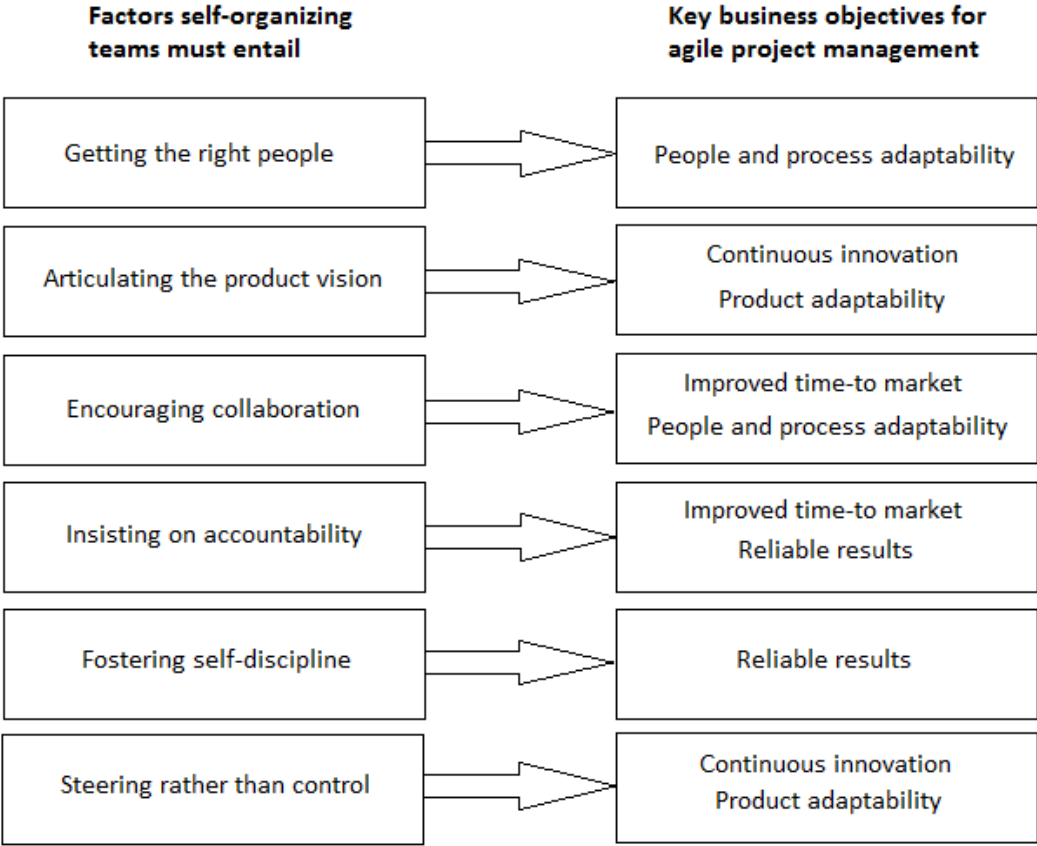 Factors self-organizing
teams must entail
Key business objectives for
agile project management
Getting the right people
People and process adaptability
Articulating the product vision
Continuous innovation
Product adaptability
Encouraging collaboration
Improved time-to market
People and process adaptability
Insisting on accountability
Improved time-to market
Reliable results
Fostering self-discipline
Reliable results
Steering rather than control
Continuous innovation
Product adaptability